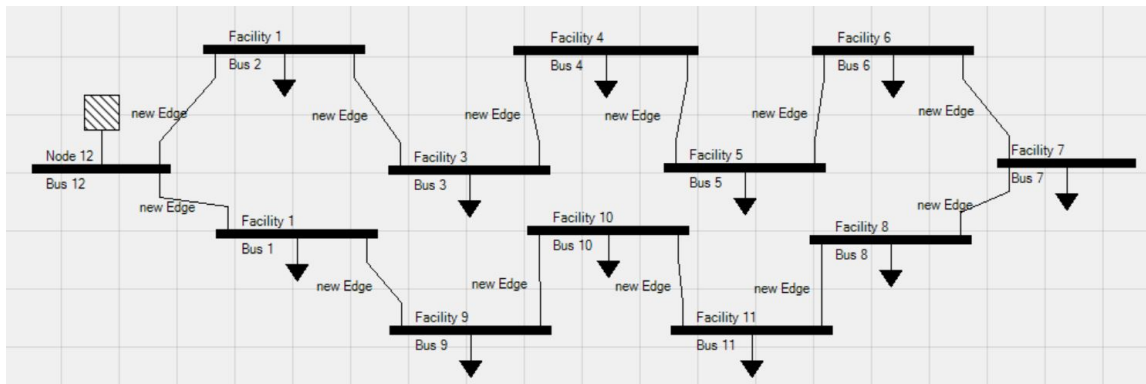 Facility 1
Bus 2
Facility 4
Bus 4
Facility 6
Bus 6
new Edge
new Edge
new Edge
new Edge
new Edge
new Edge
Node 12
Bus 12
Facility 3
Bus 3
Facility 5
Bus 5
Facility 7
Bus 7
new Edge
new Edge
Facility 1
Bus 1
Facility 10
Bus 10
Facility 8
Bus 8
new Edge
new Edge
new Edge
new Edge
Facility 9
Bus 9
Facility 11
Bus 11